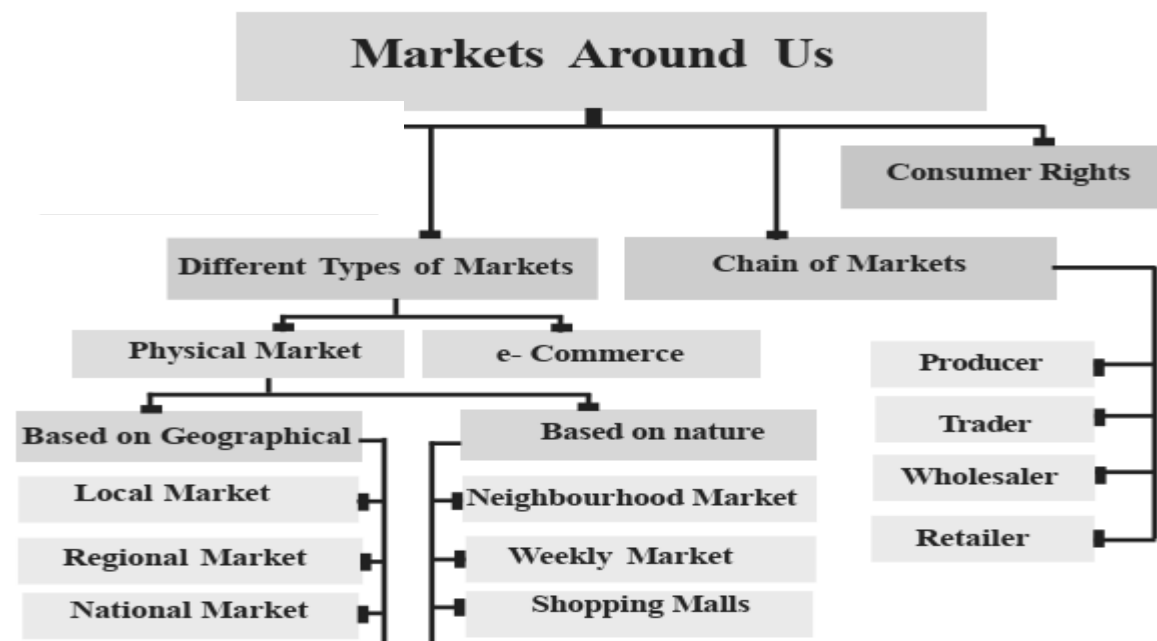 Markets Around Us
Consumer Rights
Different Types of Markets
Chain of Markets
Physical Market
e- Commerce
Producer
Trader
Wholesaler
Retailer
Based on Geographical
Based on nature
Local Market
Neighbourhood Market
Regional Market
Weekly Market
National Market
Shopping Malls